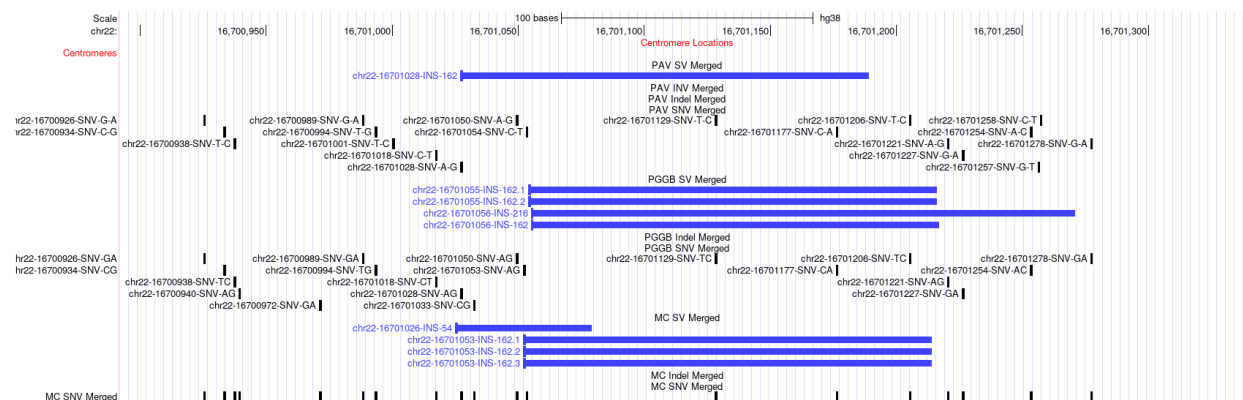 Scale 100 bases hg38
chr22: 16,700,950 16,701,000 16,701,050 16,701,100 16,701,150 16,701,200 16,701,250 16,701,300
Centromere Locations
Centromeres
PAV SV Merged
chr22-16701028-INS-162
PAV INV Merged
PAV Indel Merged
PAV SNV Merged
r22-16700926-SNV-G-A chr22-16700989-SNV-G-A chr22-16701050-SNV-A-G chr22-16701129-SNV-T-C chr22-16701206-SNV-T-C chr22-16701258-SNV-C-T
r22-16700934-SNV-C-G chr22-16700994-SNV-T-G chr22-16701054-SNV-C-T chr22-16701177-SNV-C-A chr22-16701254-SNV-A-C
chr22-16700938-SNV-T-C chr22-16701001-SNV-T-C chr22-16701221-SNV-A-G chr22-16701278-SNV-G-A
chr22-16701018-SNV-C-T chr22-16701227-SNV-G-A
chr22-16701028-SNV-A-G chr22-16701257-SNV-G-T
PGGB SV Merged
chr22-16701055-INS-162.1
chr22-16701055-INS-162.2
chr22-16701056-INS-216
chr22-16701056-INS-162
PGGB Indel Merged
PGGB SNV Merged
r22-16700926-SNV-GA chr22-16700989-SNV-GA chr22-16701050-SNV-AG chr22-16701129-SNV-TC chr22-16701206-SNV-TC chr22-16701278-SNV-GA
r22-16700934-SNV-CG chr22-16700994-SNV-TG chr22-16701053-SNV-AG chr22-16701177-SNV-CA chr22-16701254-SNV-AC
chr22-16700938-SNV-TC chr22-16701018-SNV-CT chr22-16701221-SNV-AG
chr22-16700940-SNV-AG chr22-16701028-SNV-AG chr22-16701227-SNV-GA
chr22-16700972-SNV-GA chr22-16701033-SNV-CG
MC SV Merged
chr22-16701026-INS-54
chr22-16701053-INS-162.1
chr22-16701053-INS-162.2
chr22-16701053-INS-162.3
MC Indel Merged
MC SNV Merged
MC SNV Merged